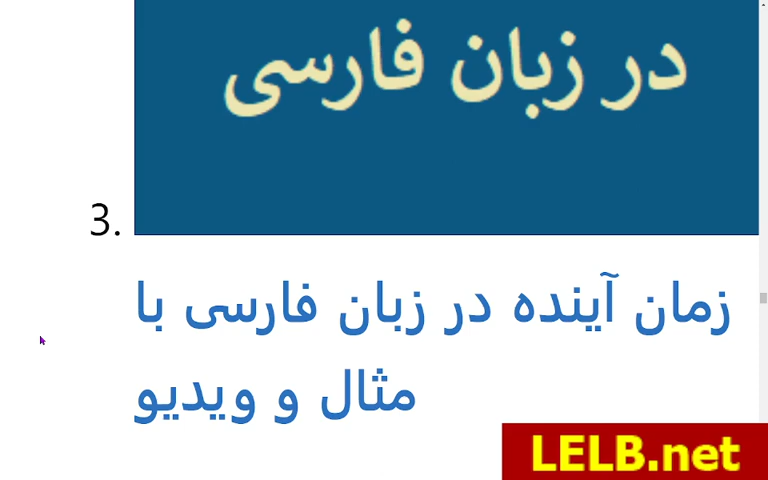 در زبان فارسی
3.
زمان آینده در زبان فارسی با
مثال و ویدیو
LELB.net